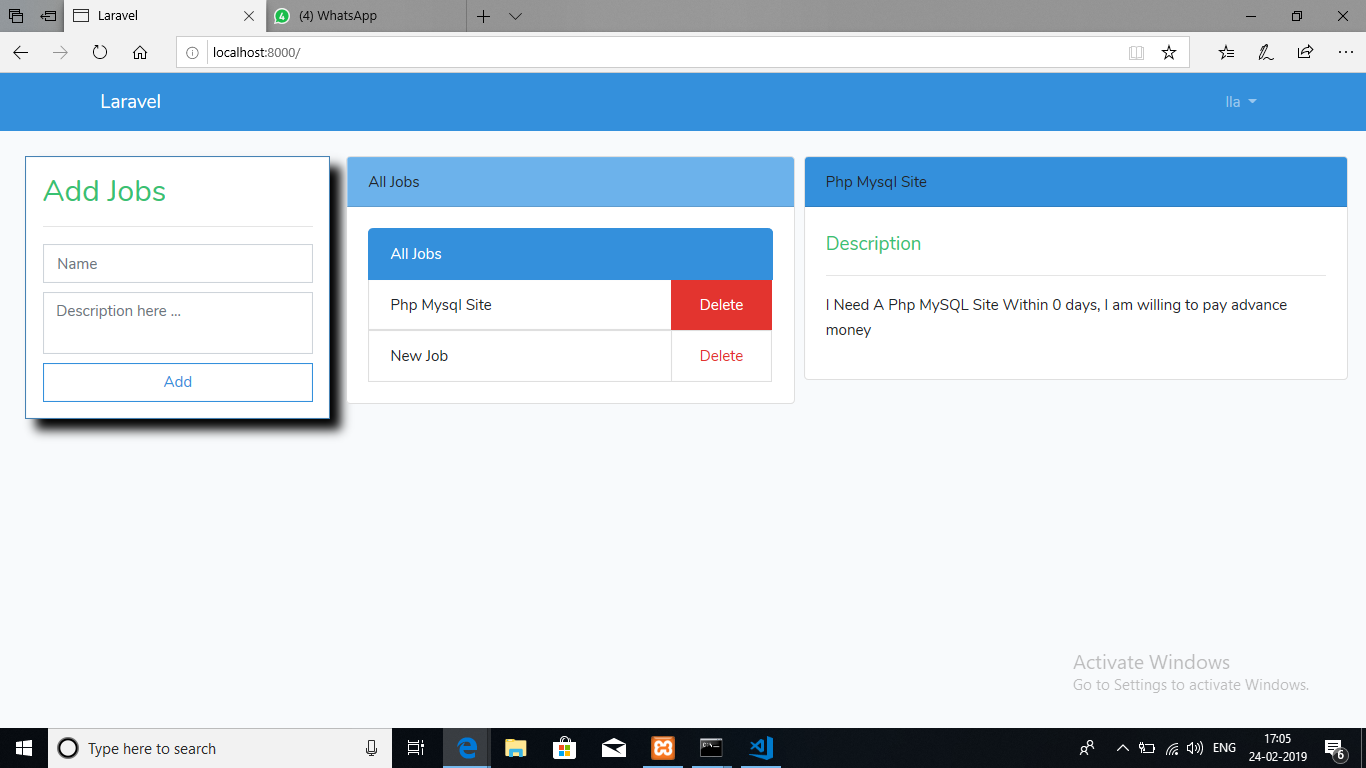 Laravel
(4) WhatsApp
localhost:8000/
Laravel
lla
Add Jobs
Name
Description here ...
Add
All Jobs
All Jobs
Php Mysql Site
Delete
New Job
Delete
Php Mysql Site
Description
I Need A Php MySQL Site Within 0 days, I am willing to pay advance
money
Activate Windows
Go to Settings to activate Windows.
Type here to search
ENG
17:05
24-02-2019
6